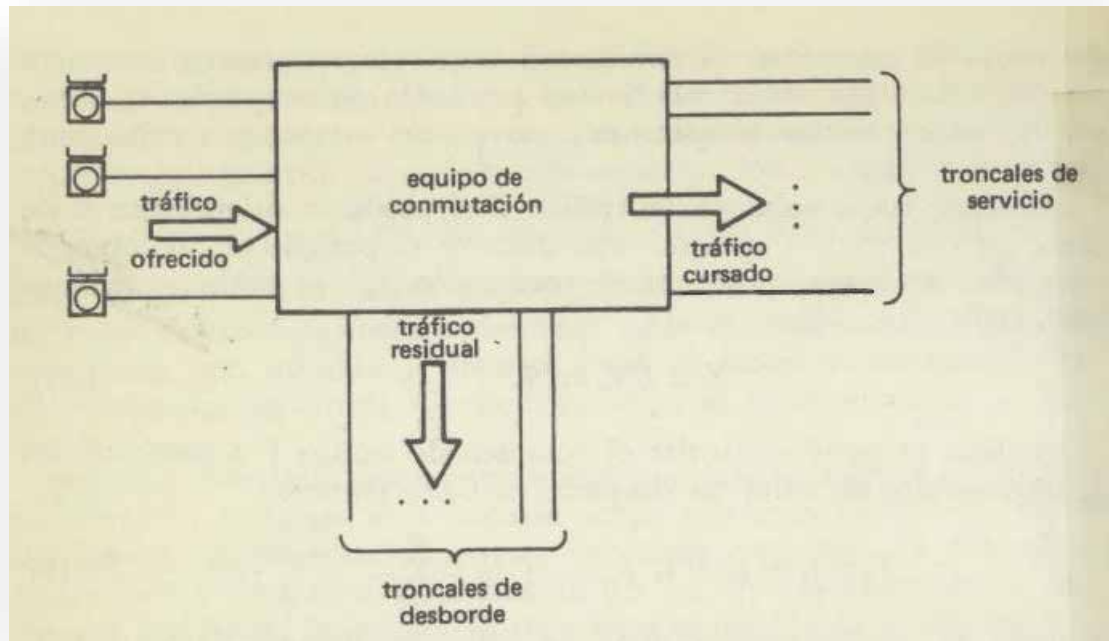 tráfico
ofrecido
equipo de
conmutación
tráfico
cursado
troncales de
servicio
tráfico
residual
troncales de
desborde